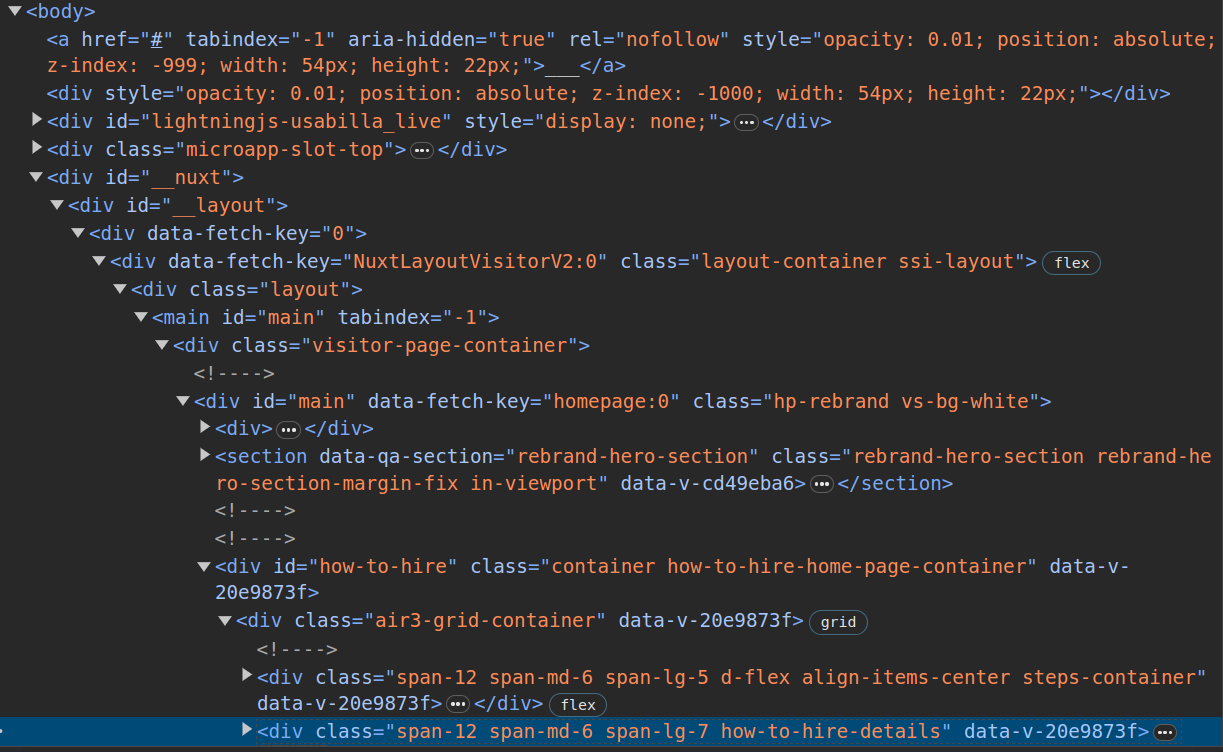 <body>
<a href="#" tabindex="-1" aria-hidden="true" rel="nofollow" style="opacity: 0.01; position: absolute;
z-index: -999; width: 54px; height: 22px;">___</a>
<div style="opacity: 0.01; position: absolute; z-index: -1000; width: 54px; height: 22px;"></div>
<div id="lightningjs-usabilla_live" style="display: none;">…</div>
<div class="microapp-slot-top">…</div>
<div id="__nuxt">
<div id="__layout">
<div data-fetch-key="0">
<div data-fetch-key="NuxtLayoutVisitorV2:0" class="layout-container ssi-layout"> flex
<div class="layout">
<main id="main" tabindex="-1">
<div class="visitor-page-container">
<!---->
<div id="main" data-fetch-key="homepage:0" class="hp-rebrand vs-bg-white">
<div>…</div>
<section data-qa-section="rebrand-hero-section" class="rebrand-hero-section rebrand-he
ro-section-margin-fix in-viewport" data-v-cd49eba6>…</section>
<!---->
<!---->
<div id="how-to-hire" class="container how-to-hire-home-page-container" data-v-
20e9873f>
<div class="air3-grid-container" data-v-20e9873f> grid
<!---->
<div class="span-12 span-md-6 span-lg-5 d-flex align-items-center steps-container"
data-v-20e9873f>…</div> flex
<div class="span-12 span-md-6 span-lg-7 how-to-hire-details" data-v-20e9873f>…